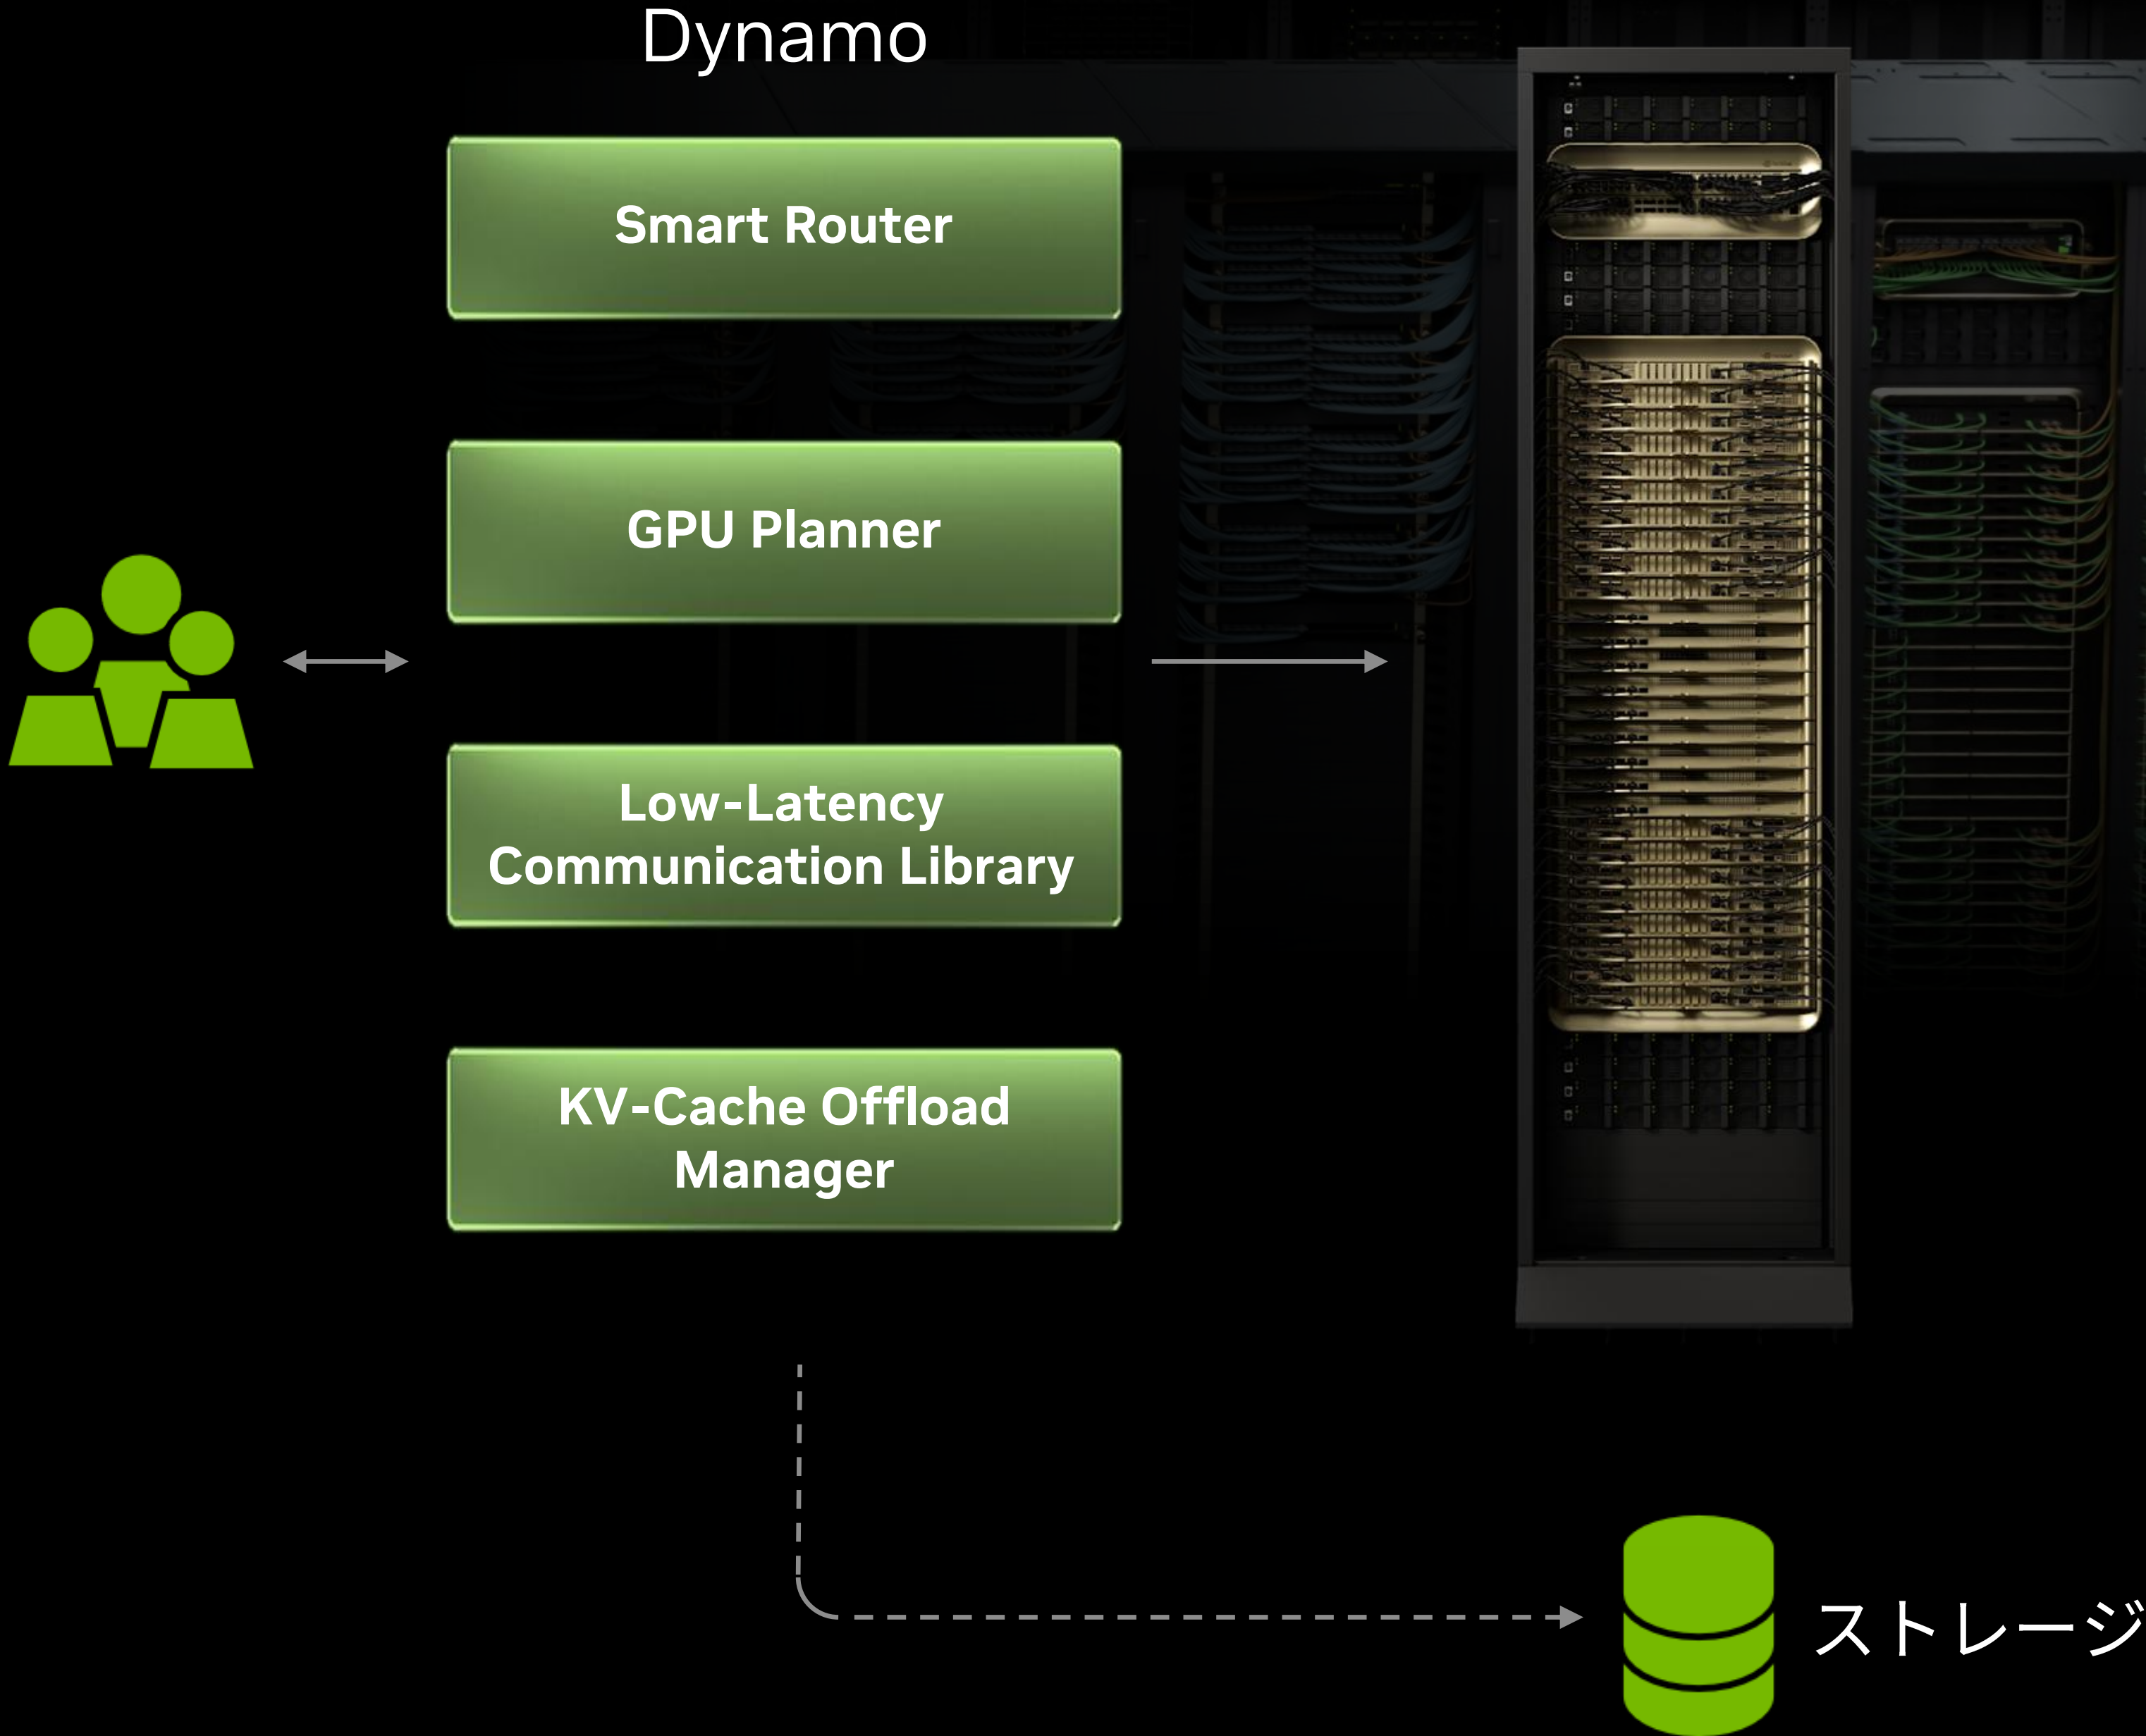 Dynamo
Smart Router
GPU Planner
Low-Latency
Communication Library
KV-Cache Offload
Manager
ストレージ